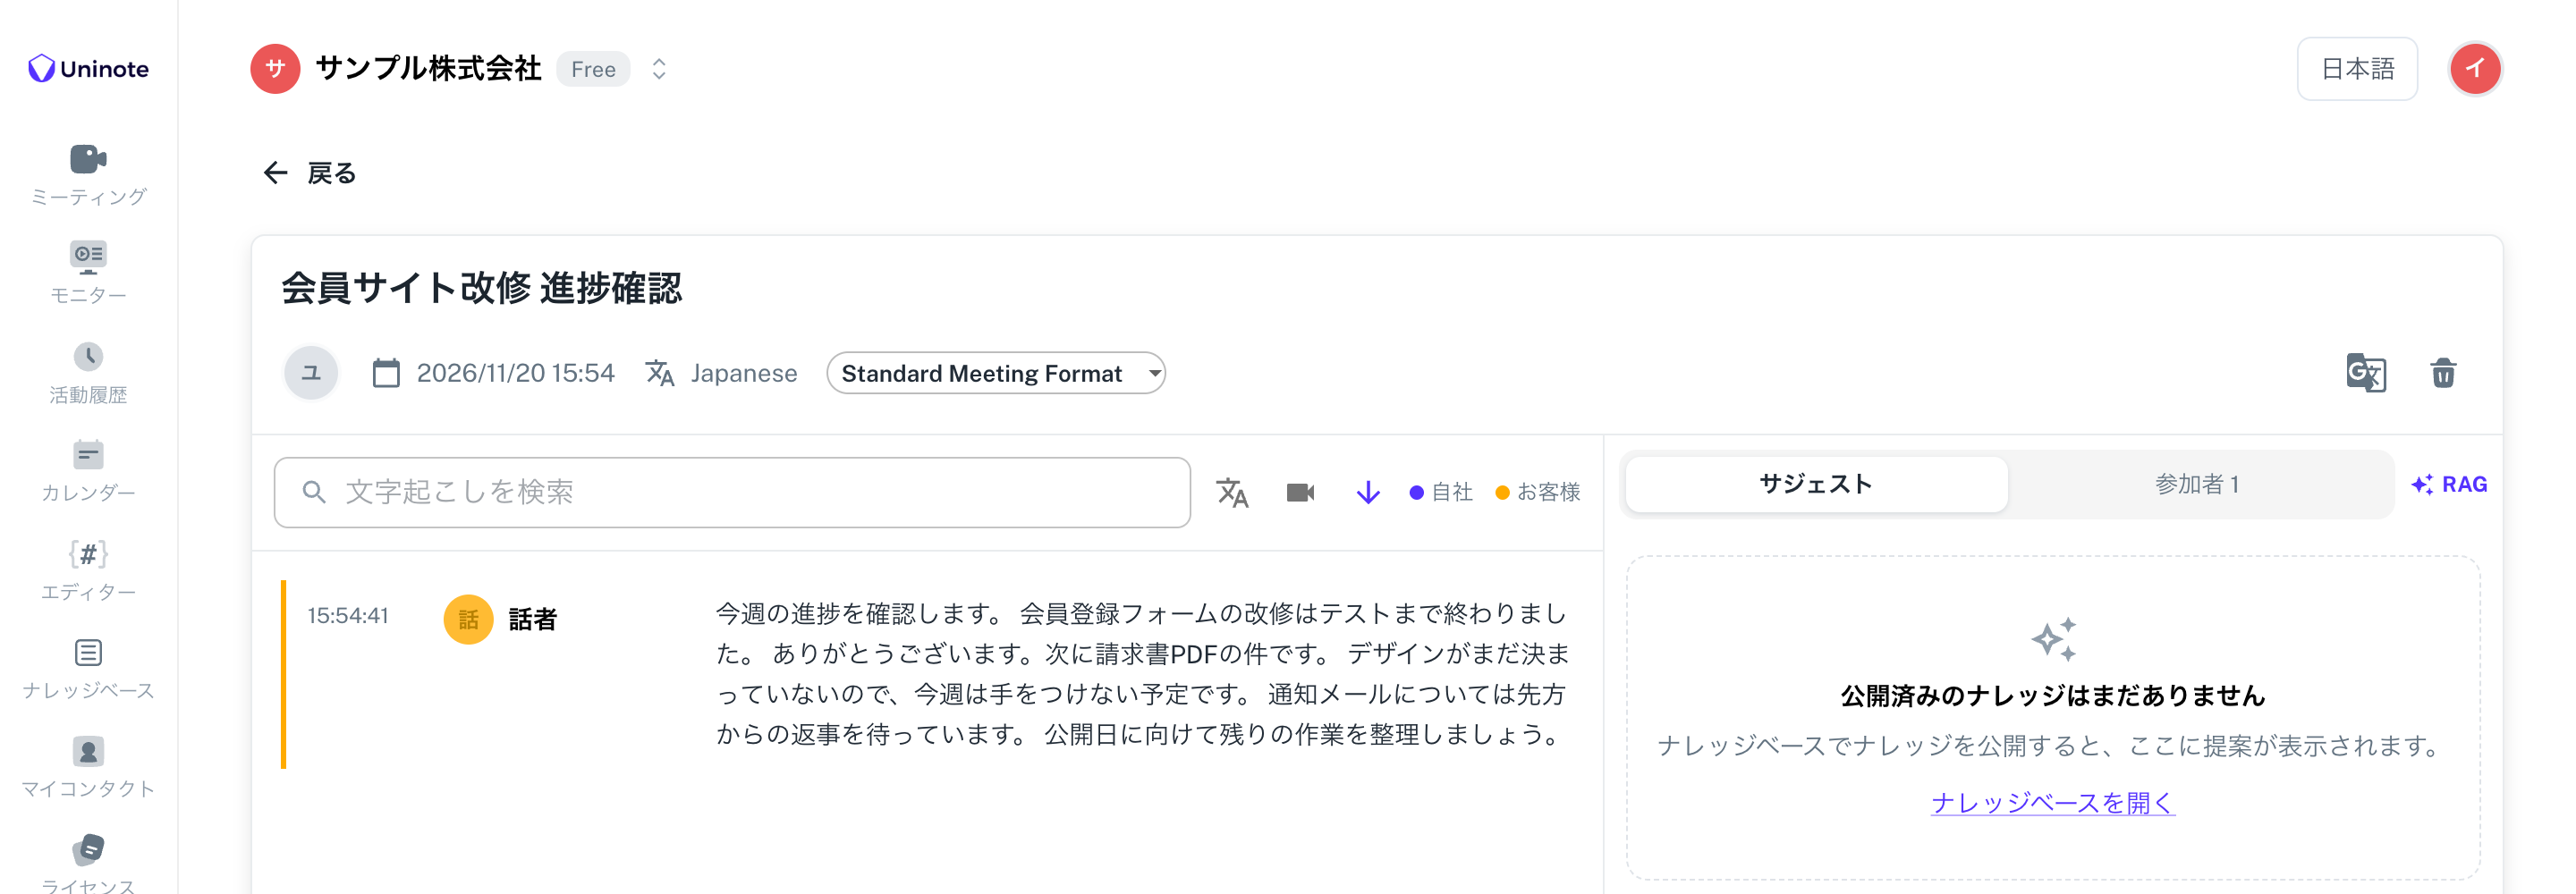 Uninote
サ サンプル株式会社 Free
日本語 イ
ミーティング
モニター
活動履歴
カレンダー
{#}
エディター
ナレッジベース
マイコンタクト
ライセンス
戻る
会員サイト改修 進捗確認
ユ 2026/11/20 15:54 Japanese Standard Meeting Format
文字起こしを検索
自社 お客様
15:54:41 話 話者
今週の進捗を確認します。 会員登録フォームの改修はテストまで終わりまし
た。 ありがとうございます。次に請求書PDFの件です。 デザインがまだ決ま
っていないので、今週は手をつけない予定です。 通知メールについては先方
からの返事を待っています。 公開日に向けて残りの作業を整理しましょう。
サジェスト 参加者 1 RAG
公開済みのナレッジはまだありません
ナレッジベースでナレッジを公開すると、ここに提案が表示されます。
ナレッジベースを開く